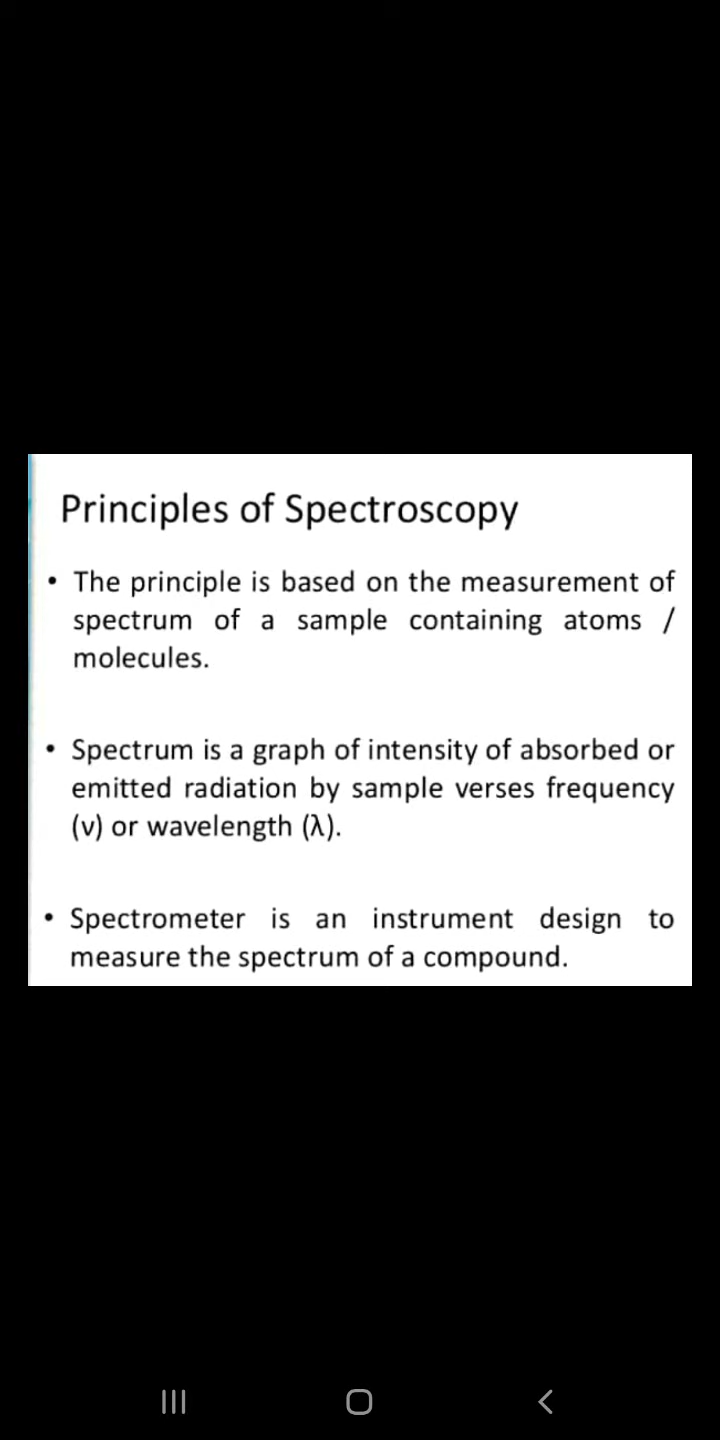 Principles of Spectroscopy
• The principle is based on the measurement of
spectrum of a sample containing atoms /
molecules.
• Spectrum is a graph of intensity of absorbed or
emitted radiation by sample verses frequency
(ν) or wavelength (λ).
• Spectrometer is an instrument design to
measure the spectrum of a compound.